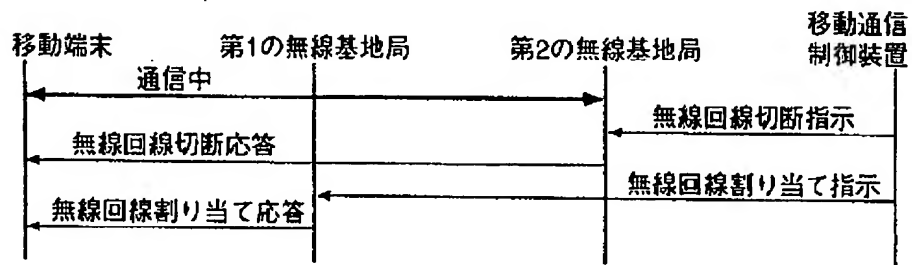 移動端末
第1の無線基地局
第2の無線基地局
移動通信
制御装置
通信中
無線回線切断指示
無線回線切断応答
無線回線割り当て指示
無線回線割り当て応答